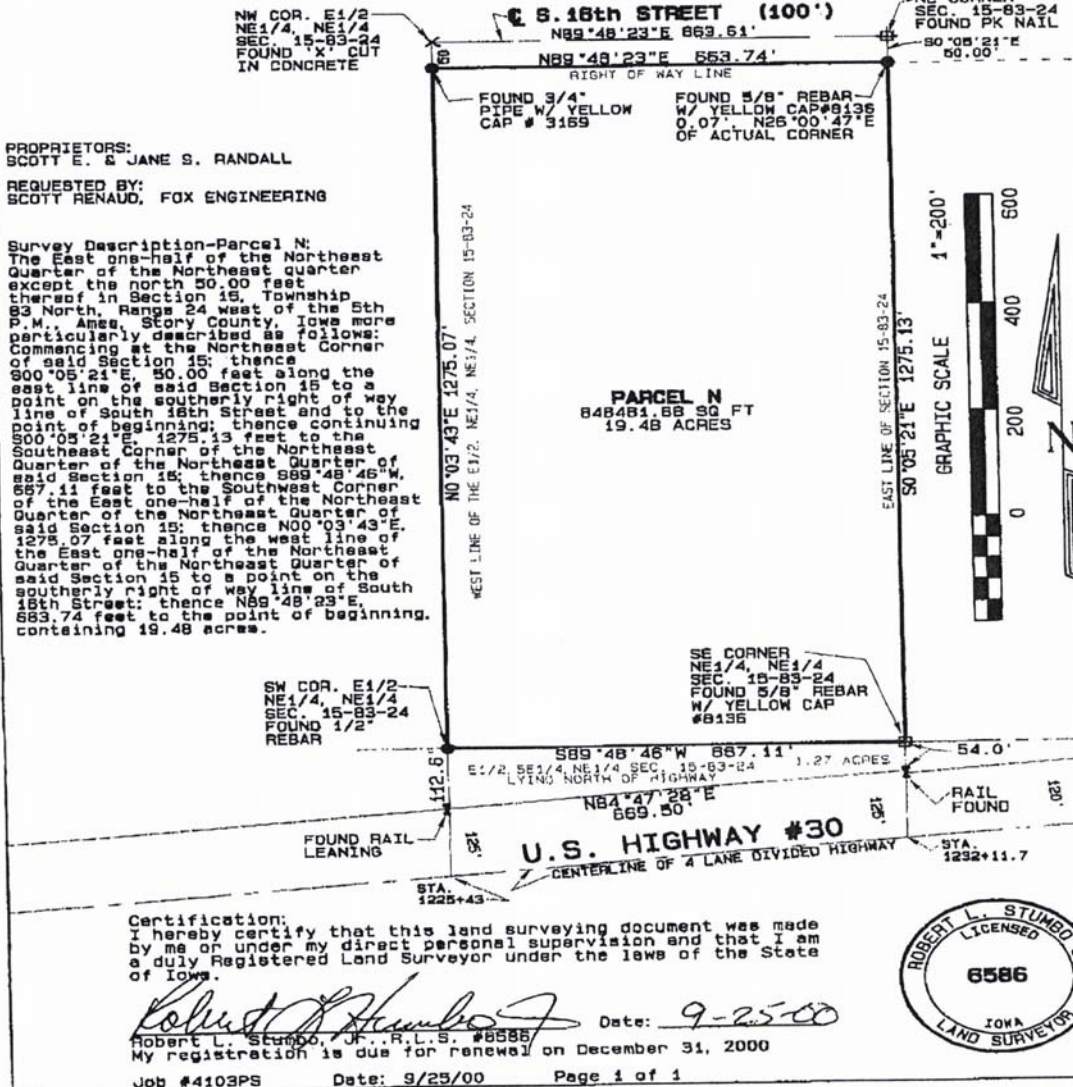 NW COR. E1/2
NE1/4, NE1/4
SEC. 15-83-24
FOUND 'X' CUT
IN CONCRETE
℄ S.16th STREET (100')
N89°48'23"E 663.61'
50'
N89°48'23"E 663.74'
RIGHT OF WAY LINE
NE CORNER
SEC. 15-83-24
FOUND PK NAIL
S0°05'21"E
50.00'
FOUND 3/4"
PIPE W/ YELLOW
CAP # 3169
FOUND 5/8" REBAR
W/ YELLOW CAP#8136
0.07', N26°00'47"E
OF ACTUAL CORNER
PROPRIETORS:
SCOTT E. & JANE S. RANDALL
REQUESTED BY:
SCOTT RENAUD, FOX ENGINEERING
Survey Description-Parcel N:
The East one-half of the Northeast
Quarter of the Northeast quarter
except the north 50.00 feet
thereof in Section 15, Township
83 North, Range 24 west of the 5th
P.M., Ames, Story County, Iowa more
particularly described as follows:
Commencing at the Northeast Corner
of said Section 15; thence
S00°05'21"E, 50.00 feet along the
east line of said Section 15 to a
point on the southerly right of way
line of South 16th Street and to the
point of beginning; thence continuing
S00°05'21"E, 1275.13 feet to the
Southeast Corner of the Northeast
Quarter of the Northeast Quarter of
said Section 15; thence S89°48'46"W,
667.11 feet to the Southwest Corner
of the East one-half of the Northeast
Quarter of the Northeast Quarter of
said Section 15; thence N00°03'43"E,
1275.07 feet along the west line of
the East one-half of the Northeast
Quarter of the Northeast Quarter of
said Section 15 to a point on the
southerly right of way line of South
16th Street; thence N89°48'23"E,
663.74 feet to the point of beginning,
containing 19.48 acres.
N0°03'43"E 1275.07'
WEST LINE OF THE E1/2, NE1/4, NE1/4, SECTION 15-83-24
PARCEL N
848481.68 SQ FT
19.48 ACRES
EAST LINE OF SECTION 15-83-24
S0°05'21"E 1275.13'
GRAPHIC SCALE 1"=200'
0 200 400 600
N
SW COR. E1/2
NE1/4, NE1/4
SEC. 15-83-24
FOUND 1/2"
REBAR
SE CORNER
NE1/4, NE1/4
SEC. 15-83-24
FOUND 5/8" REBAR
W/ YELLOW CAP
#8136
S89°48'46"W 667.11'
54.0'
E1/2, SE1/4, NE1/4 SEC. 15-83-24 1.27 ACRES
LYING NORTH OF HIGHWAY
112.6'
N84°47'28"E
669.50'
RAIL
FOUND
FOUND RAIL
LEANING
125'
125'
120'
U.S. HIGHWAY #30
CENTERLINE OF 4 LANE DIVIDED HIGHWAY
STA.
1225+43
STA.
1232+11.7
Certification:
I hereby certify that this land surveying document was made
by me or under my direct personal supervision and that I am
a duly Registered Land Surveyor under the laws of the State
of Iowa.
Robert L. Stumbo Jr. Date: 9-25-00
Robert L. Stumbo, Jr., R.L.S. #6586
My registration is due for renewal on December 31, 2000
Job #4103PS Date: 9/25/00 Page 1 of 1
ROBERT L. STUMBO
LICENSED
6586
IOWA
LAND SURVEYOR